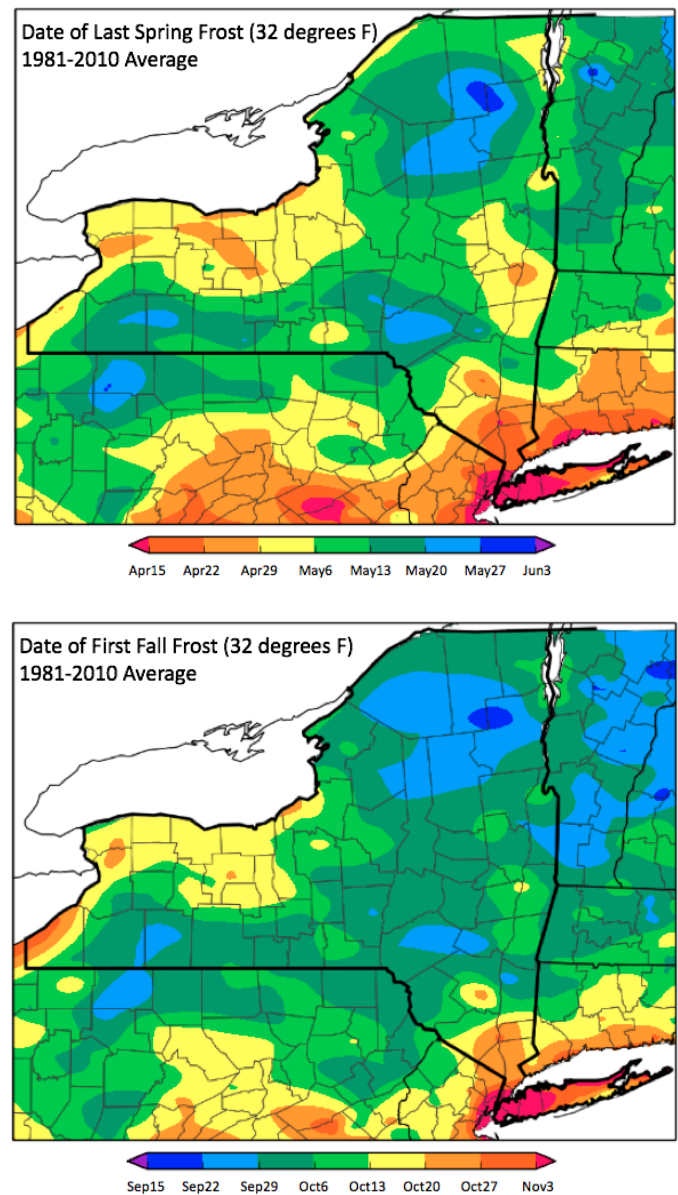 Date of Last Spring Frost (32 degrees F)
1981-2010 Average
Apr15 Apr22 Apr29 May6 May13 May20 May27 Jun3
Date of First Fall Frost (32 degrees F)
1981-2010 Average
Sep15 Sep22 Sep29 Oct6 Oct13 Oct20 Oct27 Nov3